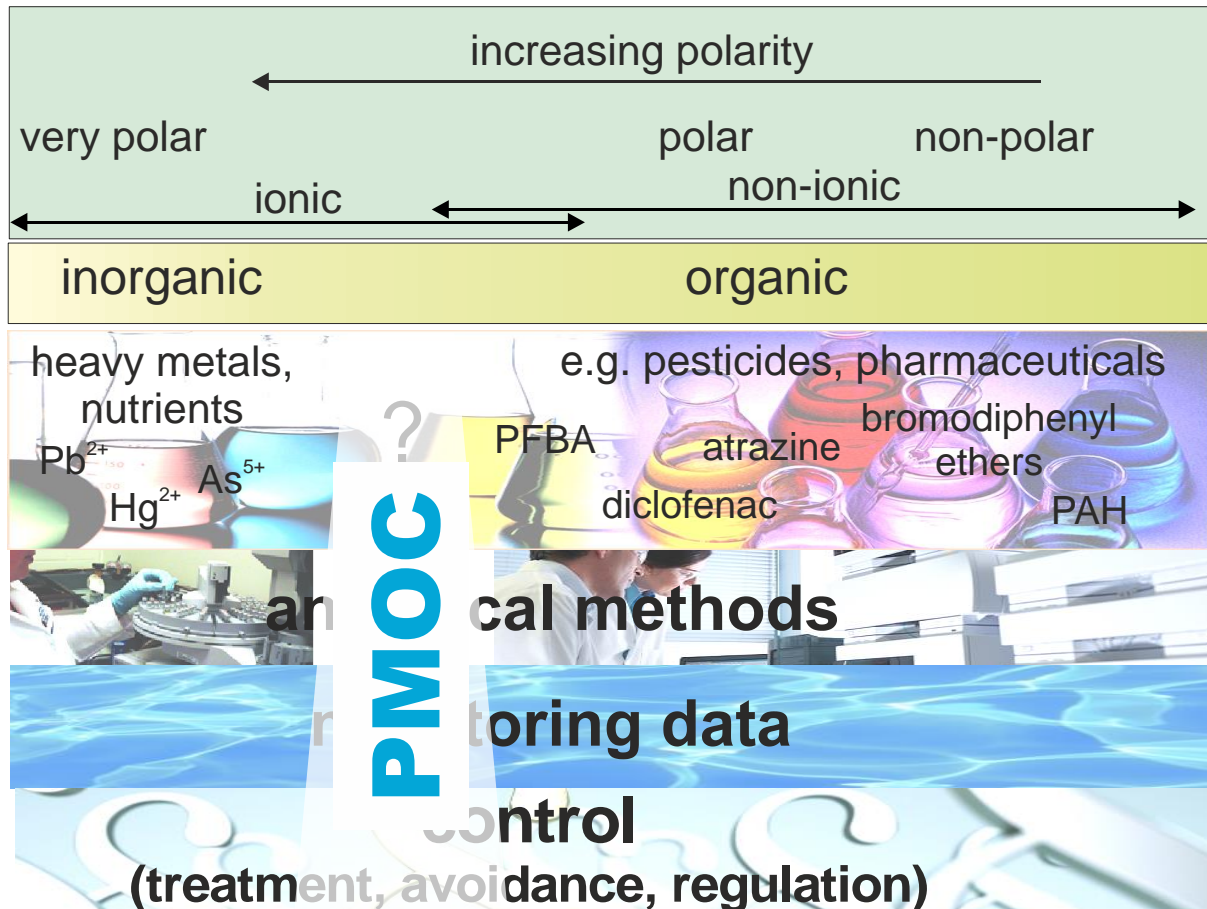 increasing polarity
very polar
polar
non-polar
ionic
non-ionic
inorganic
organic
heavy metals,
nutrients
e.g. pesticides, pharmaceuticals
?
Pb²⁺
As⁵⁺
Hg²⁺
PFBA
atrazine
bromodiphenyl
ethers
diclofenac
PAH
PMOC
an cal methods
toring data
control
(treatment, avoidance, regulation)